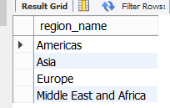 Result Grid Filter Rows:
region_name
Americas
Asia
Europe
Middle East and Africa